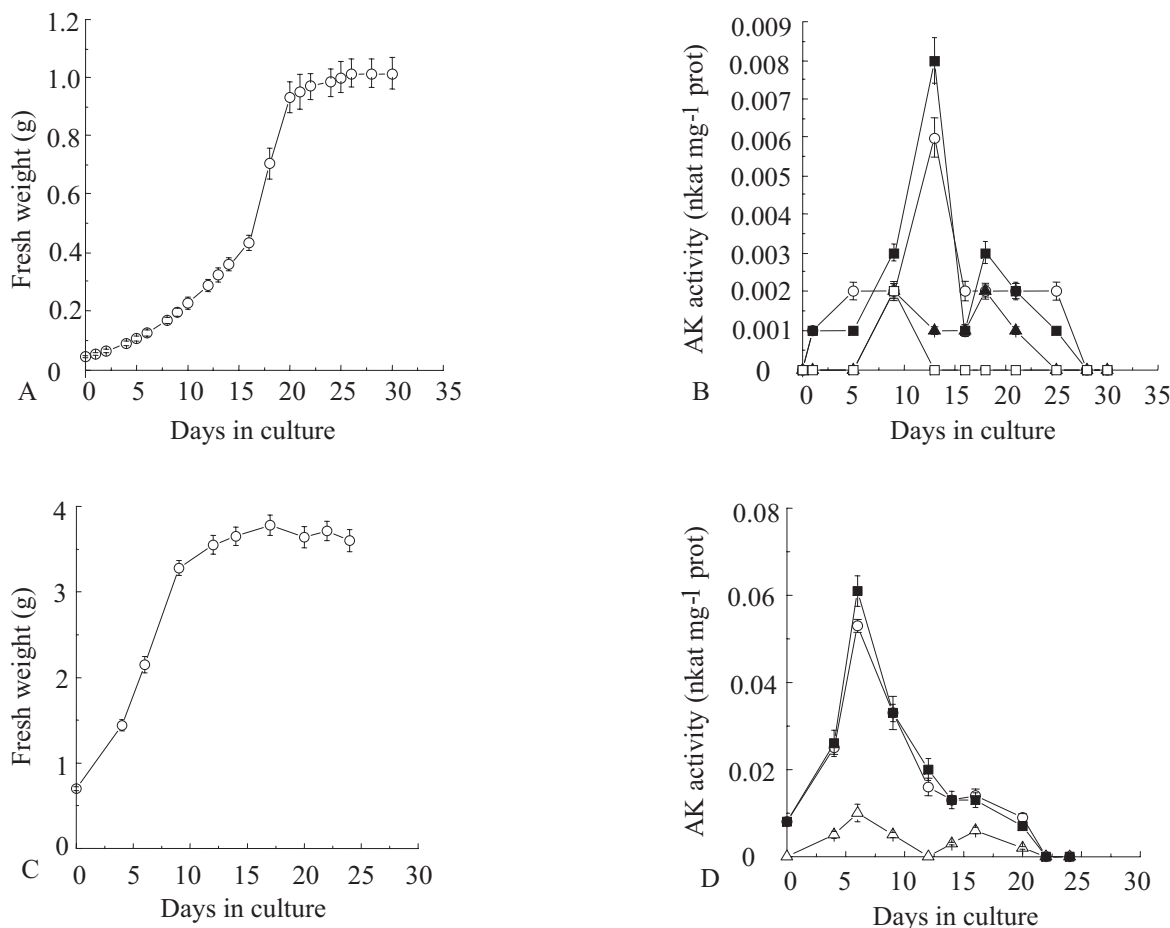 Fresh weight (g)
1.2
1.0
0.8
0.6
0.4
0.2
0
0 5 10 15 20 25 30 35
A
Days in culture
AK activity (nkat mg-1 prot)
0.009
0.008
0.007
0.006
0.005
0.004
0.003
0.002
0.001
0
0 5 10 15 20 25 30 35
B
Days in culture
Fresh weight (g)
4
3
2
1
0
0 5 10 15 20 25 30
C
Days in culture
AK activity (nkat mg-1 prot)
0.08
0.06
0.04
0.02
0
0 5 10 15 20 25 30
D
Days in culture